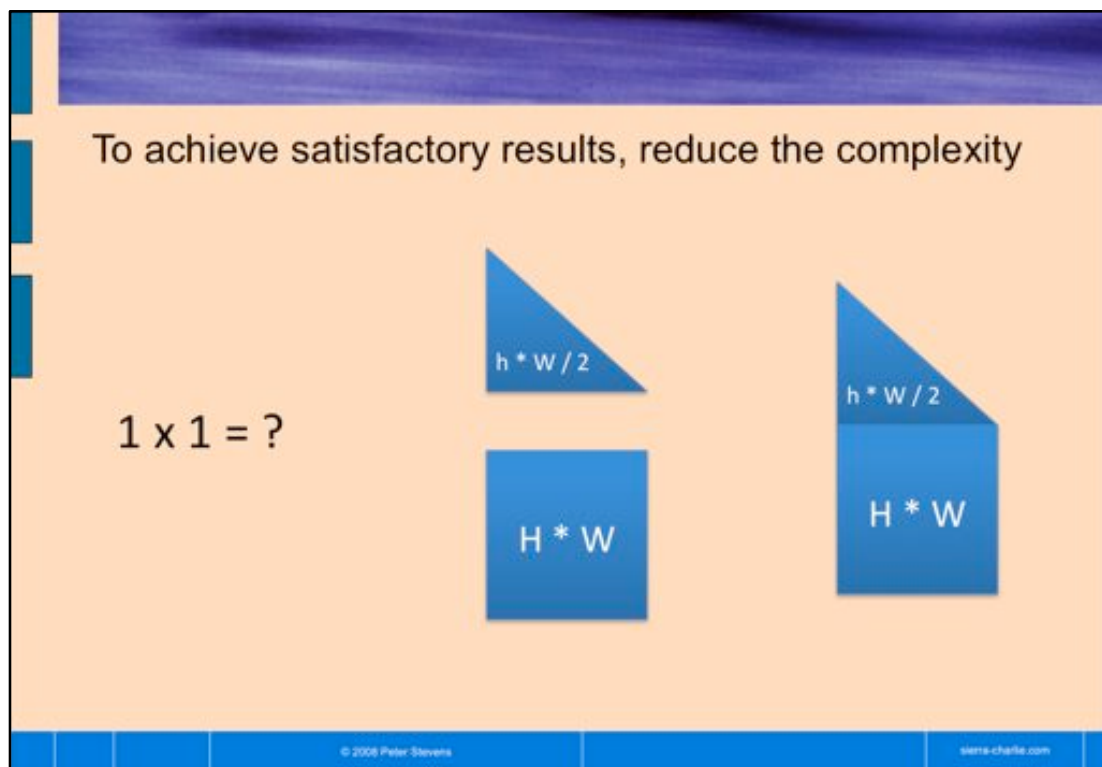 To achieve satisfactory results, reduce the complexity
1 x 1 = ?
h * W / 2
H * W
h * W / 2
H * W
© 2008 Peter Stevens
sierra-charlie.com